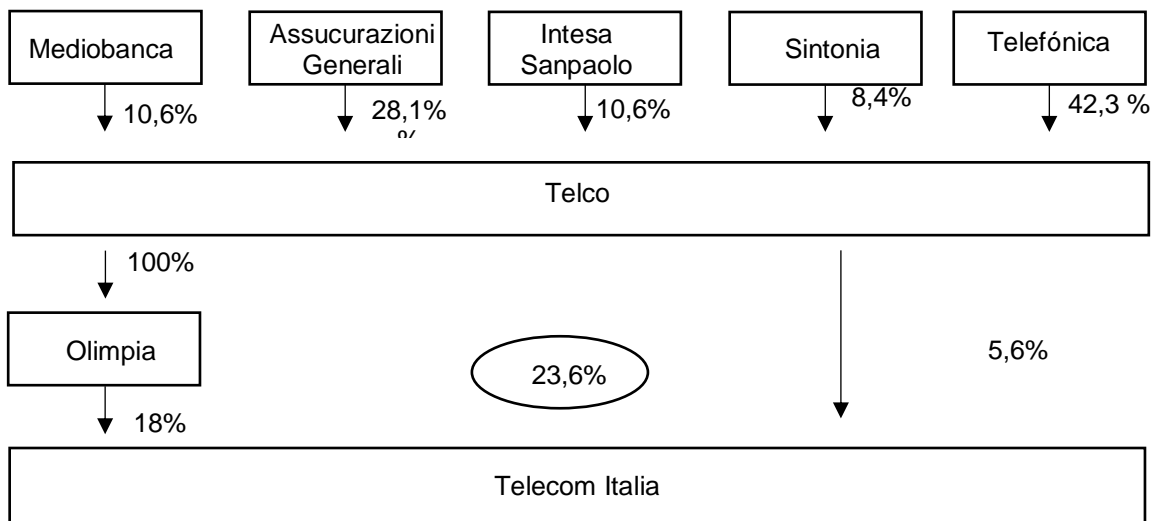 Mediobanca
Assucurazioni
Generali
Intesa
Sanpaolo
Sintonia
Telefónica
10,6%
28,1%
%
10,6%
8,4%
42,3 %
Telco
100%
Olimpia
23,6%
5,6%
18%
Telecom Italia